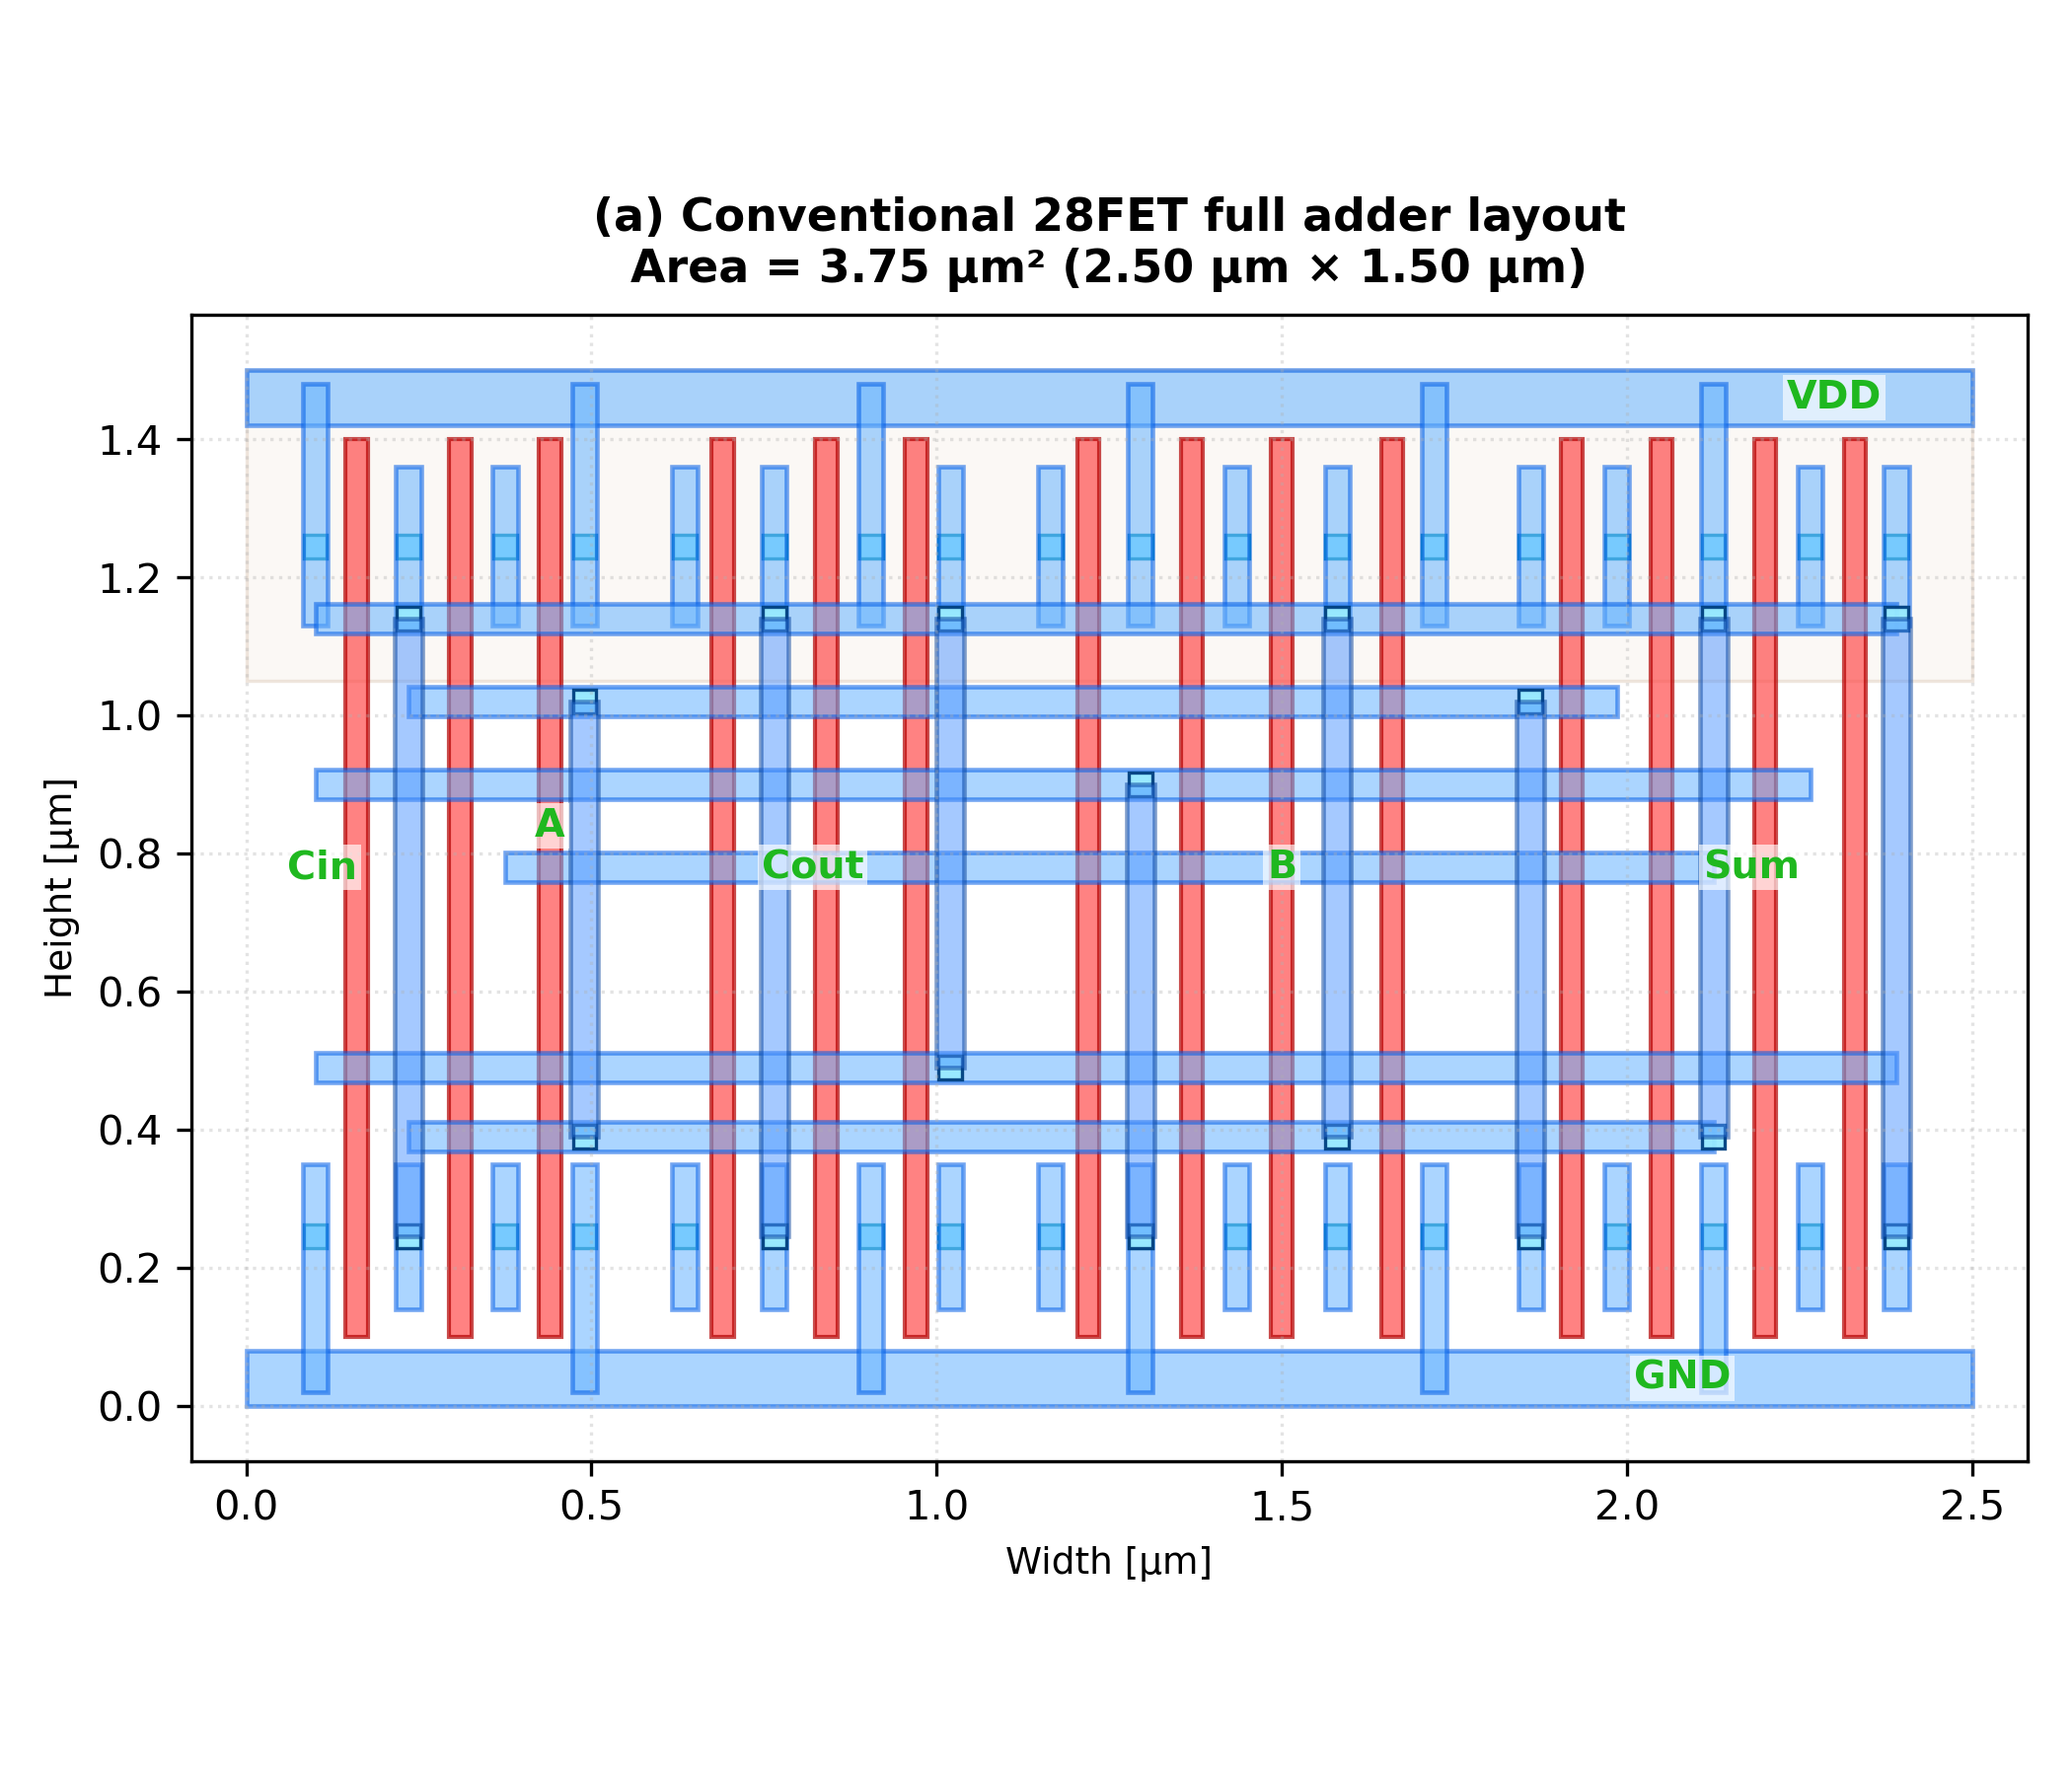 (a) Conventional 28FET full adder layout
Area = 3.75 μm² (2.50 μm × 1.50 μm)
VDD
1.4
1.2
1.0
A
Height [μm]
0.8
Cin
Cout
B
Sum
0.6
0.4
0.2
GND
0.0
0.0 0.5 1.0 1.5 2.0 2.5
Width [μm]